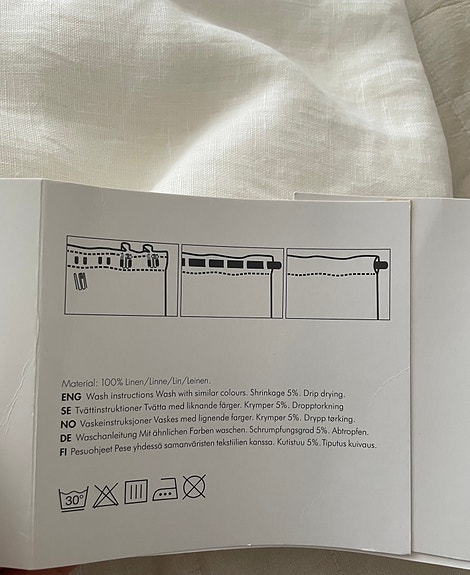 Material: 100% Linen/Linne/Lin/Leinen.
ENG Wash instructions Wash with similar colours. Shrinkage 5%. Drip drying.
SE Tvättinstruktioner Tvätta med liknande färger. Krymper 5%. Dropptorkning
NO Vaskeinstruksjoner Vaskes med lignende farger. Krymper 5%. Drypp tørking.
DE Waschanleitung Mit ähnlichen Farben waschen. Schrumpfungsgrad 5%. Abtropfen.
FI Pesuohjeet Pese yhdessä samanväristen tekstiilien kanssa. Kutistuu 5%. Tiputus kuivaus.
30°